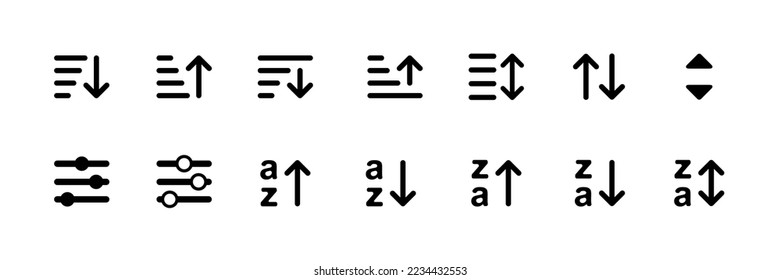 a a z z z
z z a a a
shutterstock.com · 2234432553